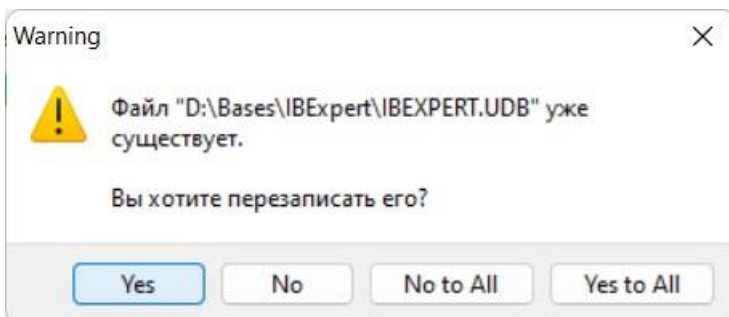 Warning
Файл "D:\Bases\IBExpert\IBEXPERT.UDB" уже
существует.
Вы хотите перезаписать его?
Yes No No to All Yes to All